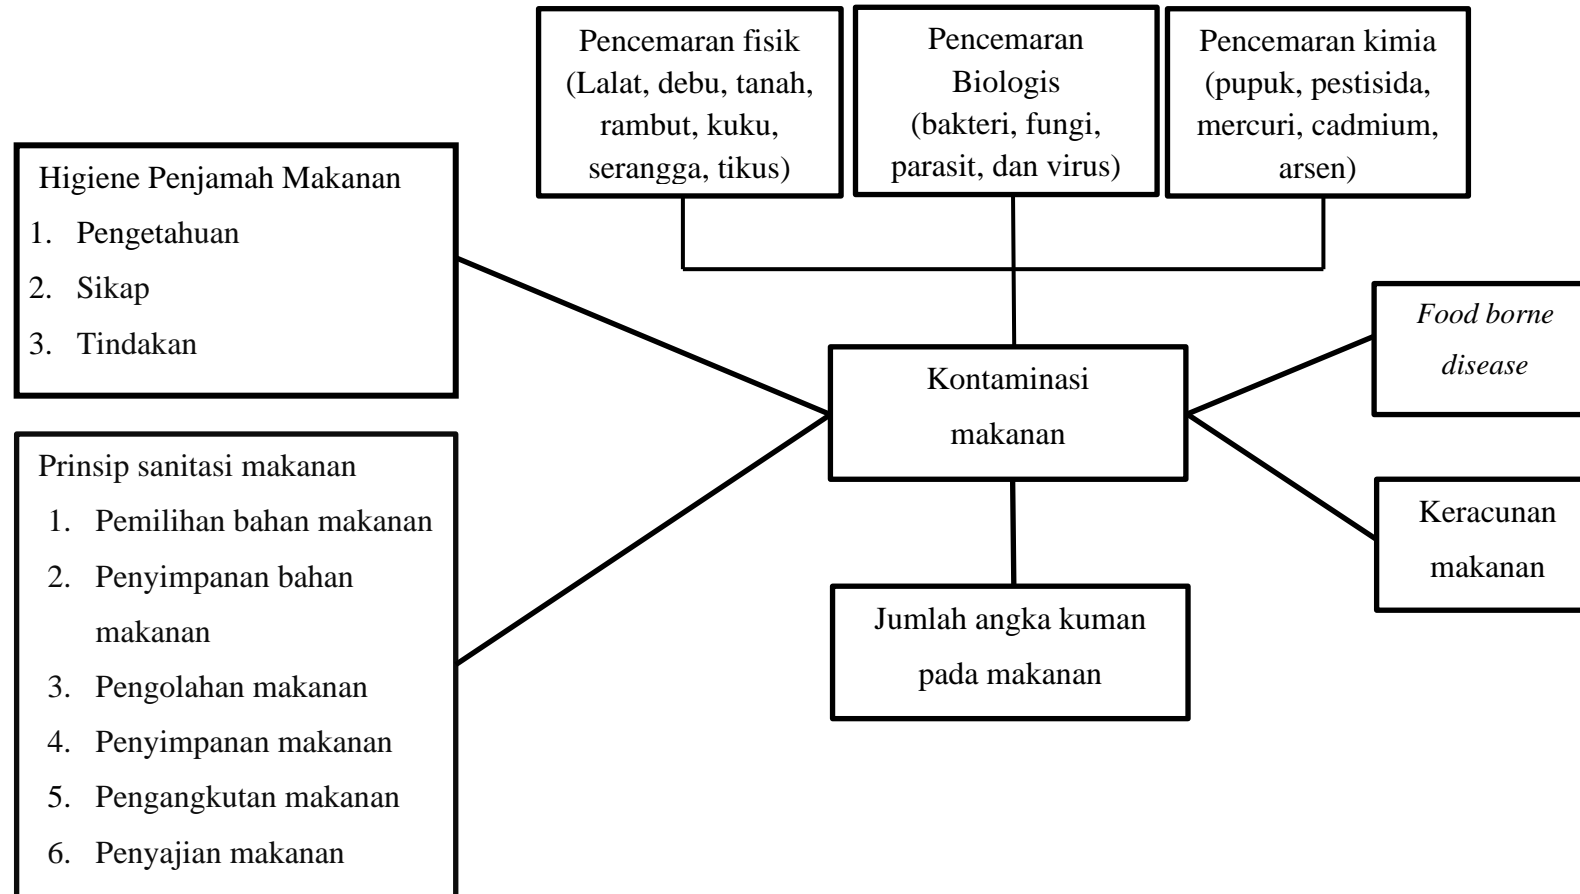 Pencemaran fisik
(Lalat, debu, tanah,
rambut, kuku,
serangga, tikus)
Pencemaran
Biologis
(bakteri, fungi,
parasit, dan virus)
Pencemaran kimia
(pupuk, pestisida,
mercuri, cadmium,
arsen)
Higiene Penjamah Makanan
1. Pengetahuan
2. Sikap
3. Tindakan
Prinsip sanitasi makanan
1. Pemilihan bahan makanan
2. Penyimpanan bahan
makanan
3. Pengolahan makanan
4. Penyimpanan makanan
5. Pengangkutan makanan
6. Penyajian makanan
Kontaminasi
makanan
Jumlah angka kuman
pada makanan
Food borne
disease
Keracunan
makanan